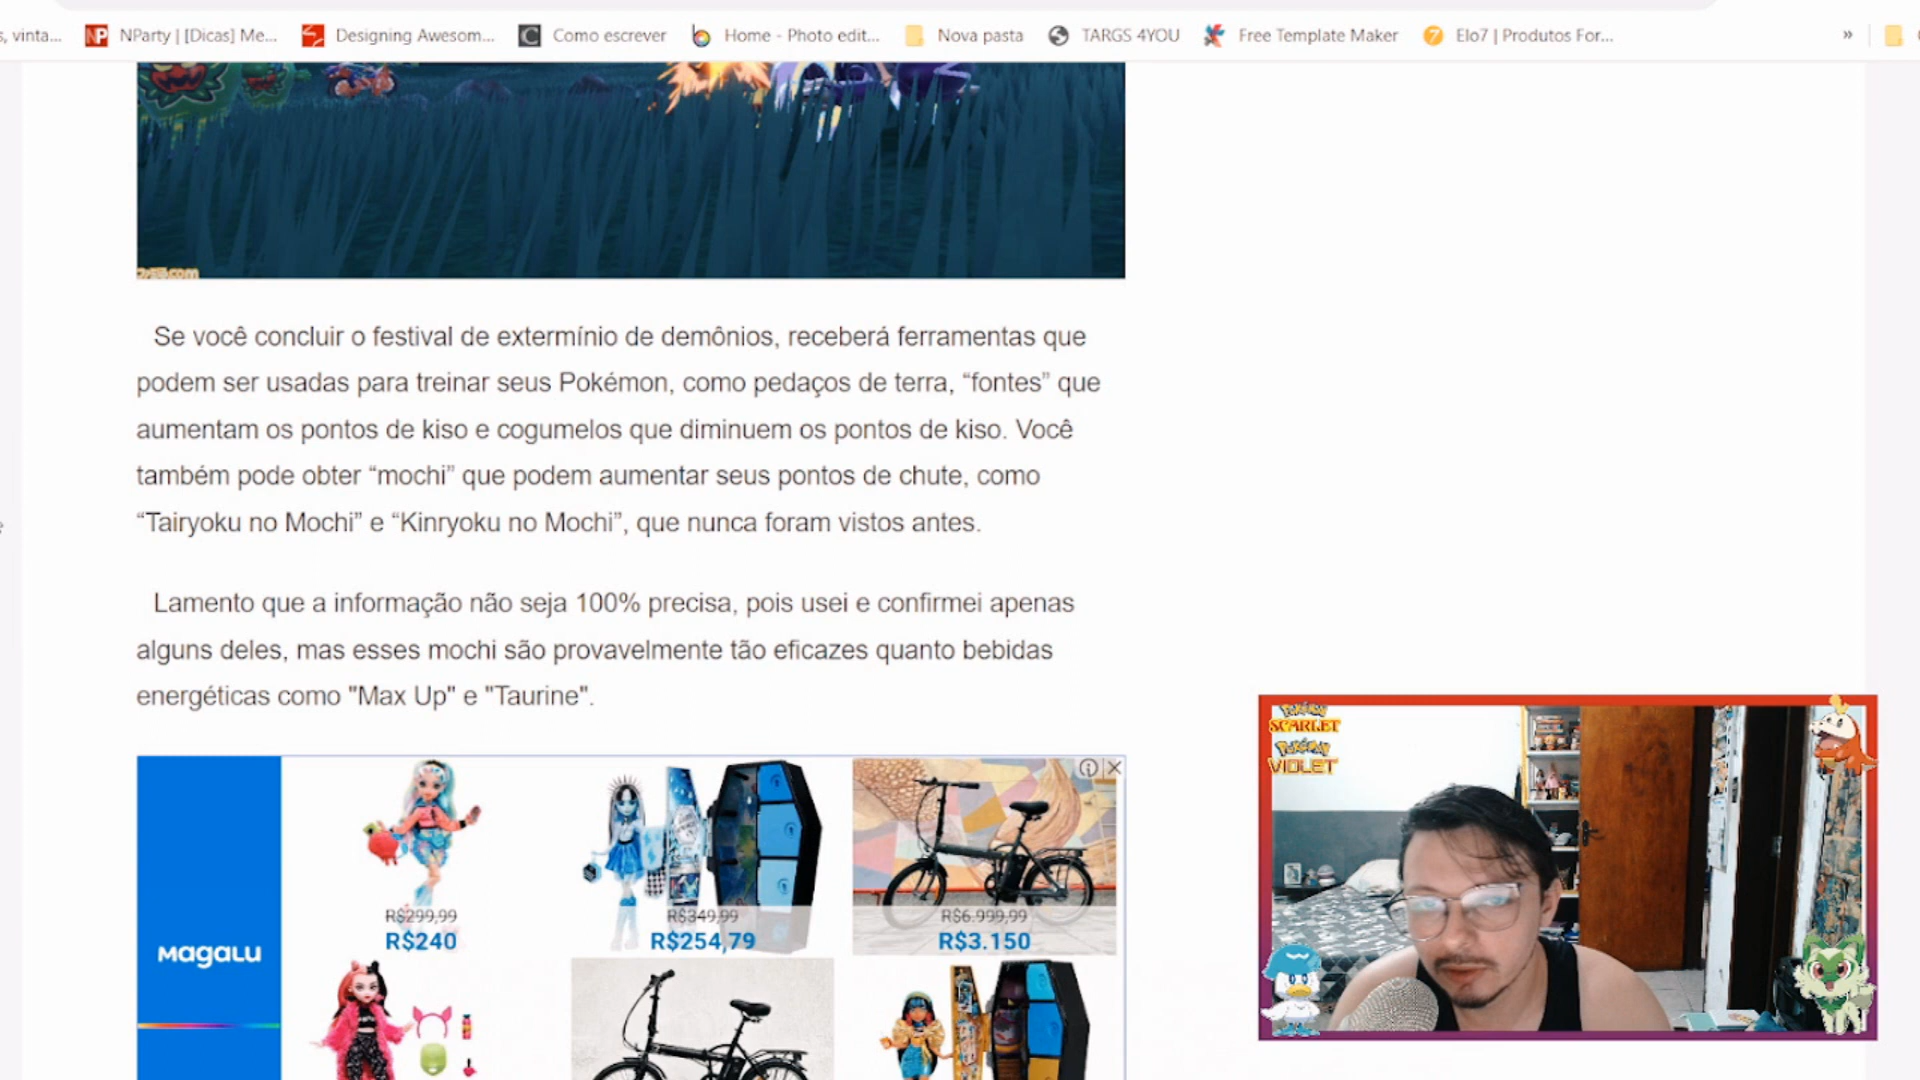 , vinta...
NP
NParty | [Dicas] Me...
Designing Awesom...
Como escrever
Home - Photo edit...
Nova pasta
TARGS 4YOU
Free Template Maker
Elo7 | Produtos For...
»
Se você concluir o festival de extermínio de demônios, receberá ferramentas que
podem ser usadas para treinar seus Pokémon, como pedaços de terra, “fontes” que
aumentam os pontos de kiso e cogumelos que diminuem os pontos de kiso. Você
também pode obter “mochi” que podem aumentar seus pontos de chute, como
“Tairyoku no Mochi” e “Kinryoku no Mochi”, que nunca foram vistos antes.
Lamento que a informação não seja 100% precisa, pois usei e confirmei apenas
alguns deles, mas esses mochi são provavelmente tão eficazes quanto bebidas
energéticas como "Max Up" e "Taurine".
R$299,99
R$240
R$349,99
R$254,79
R$6.999,99
R$3.150
MAGALU
POKÉMON
SCARLET
POKÉMON
VIOLET